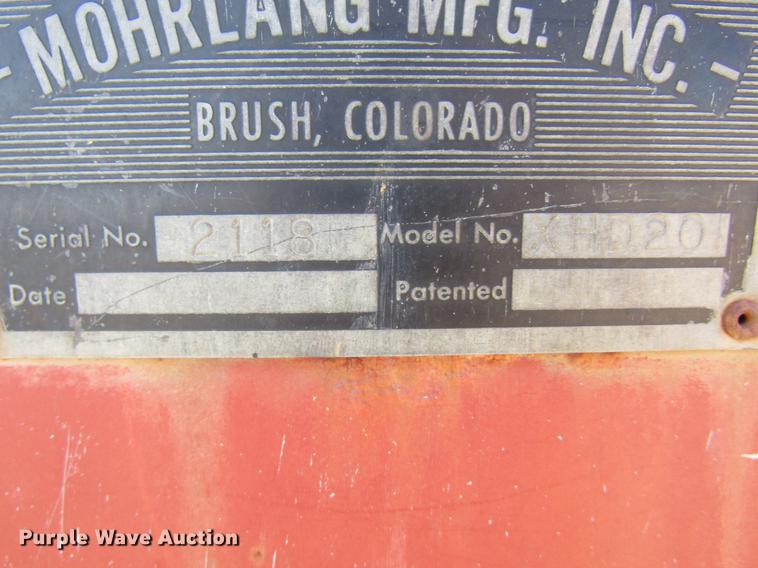 - MOHRLANG MFG. INC. -
BRUSH, COLORADO
Serial No. 2118 Model No. XHD20
Date Patented
Purple Wave Auction